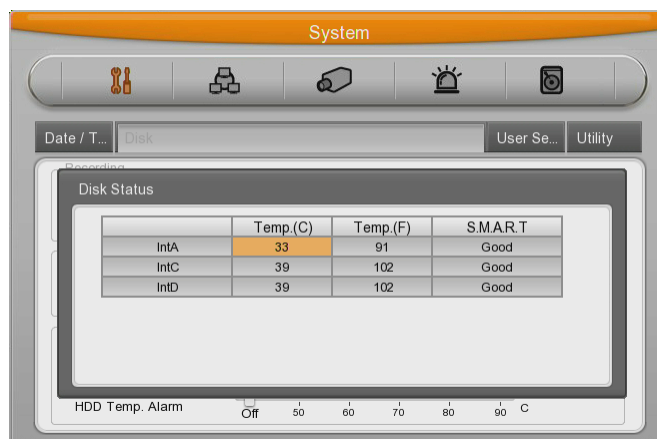 System
Date / T... Disk User Se... Utility
Recording
Disk Status
Temp.(C) Temp.(F) S.M.A.R.T
IntA 33 91 Good
IntC 39 102 Good
IntD 39 102 Good
HDD Temp. Alarm Off 50 60 70 80 90 C